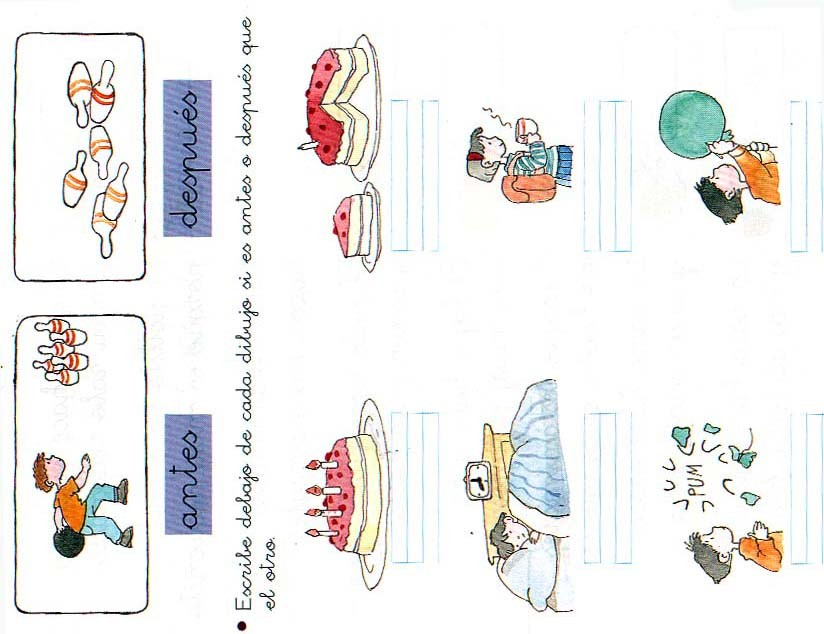 antes
después
Escribe debajo de cada dibujo si es antes o después que
el otro.
PUM